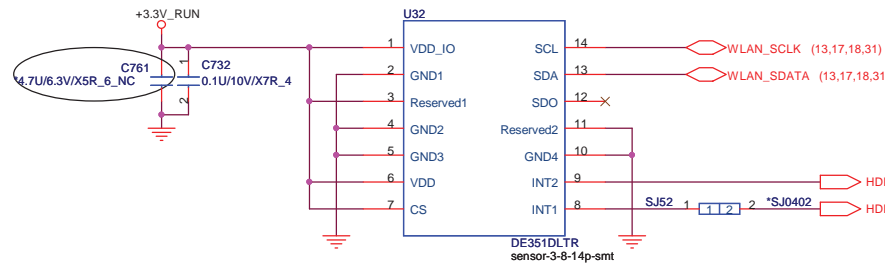 +3.3V_RUN
C761
*4.7U/6.3V/X5R_6_NC
1
C732
0.1U/10V/X7R_4
2
U32
1 VDD_IO
2 GND1
3 Reserved1
4 GND2
5 GND3
6 VDD
7 CS
SCL 14
SDA 13
SDO 12
Reserved2 11
GND4 10
INT2 9
INT1 8
WLAN_SCLK (13,17,18,31)
WLAN_SDATA (13,17,18,31
HDI
SJ52 1 1 2 2 *SJ0402 HDI
DE351DLTR
sensor-3-8-14p-smt